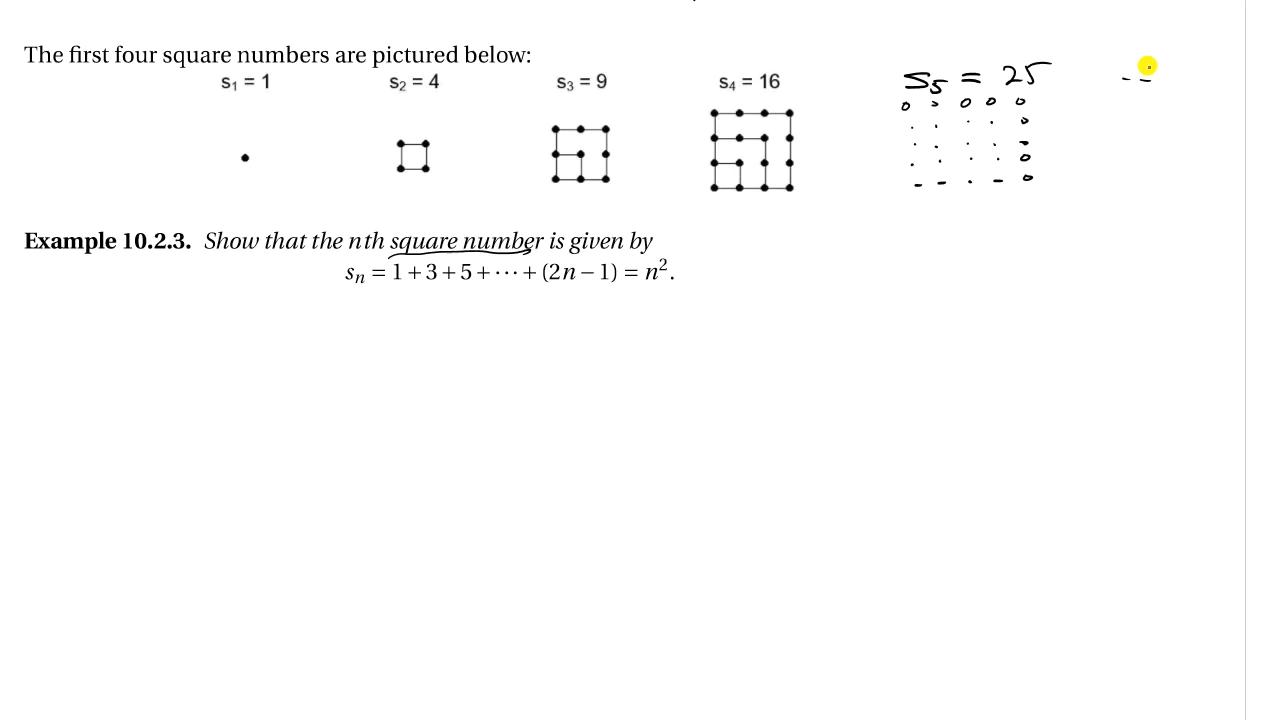 The first four square numbers are pictured below:
s₁ = 1 s₂ = 4 s₃ = 9 s₄ = 16 S₅ = 25 --
Example 10.2.3. Show that the nth square number is given by
sₙ = 1 + 3 + 5 + ··· + (2n − 1) = n².